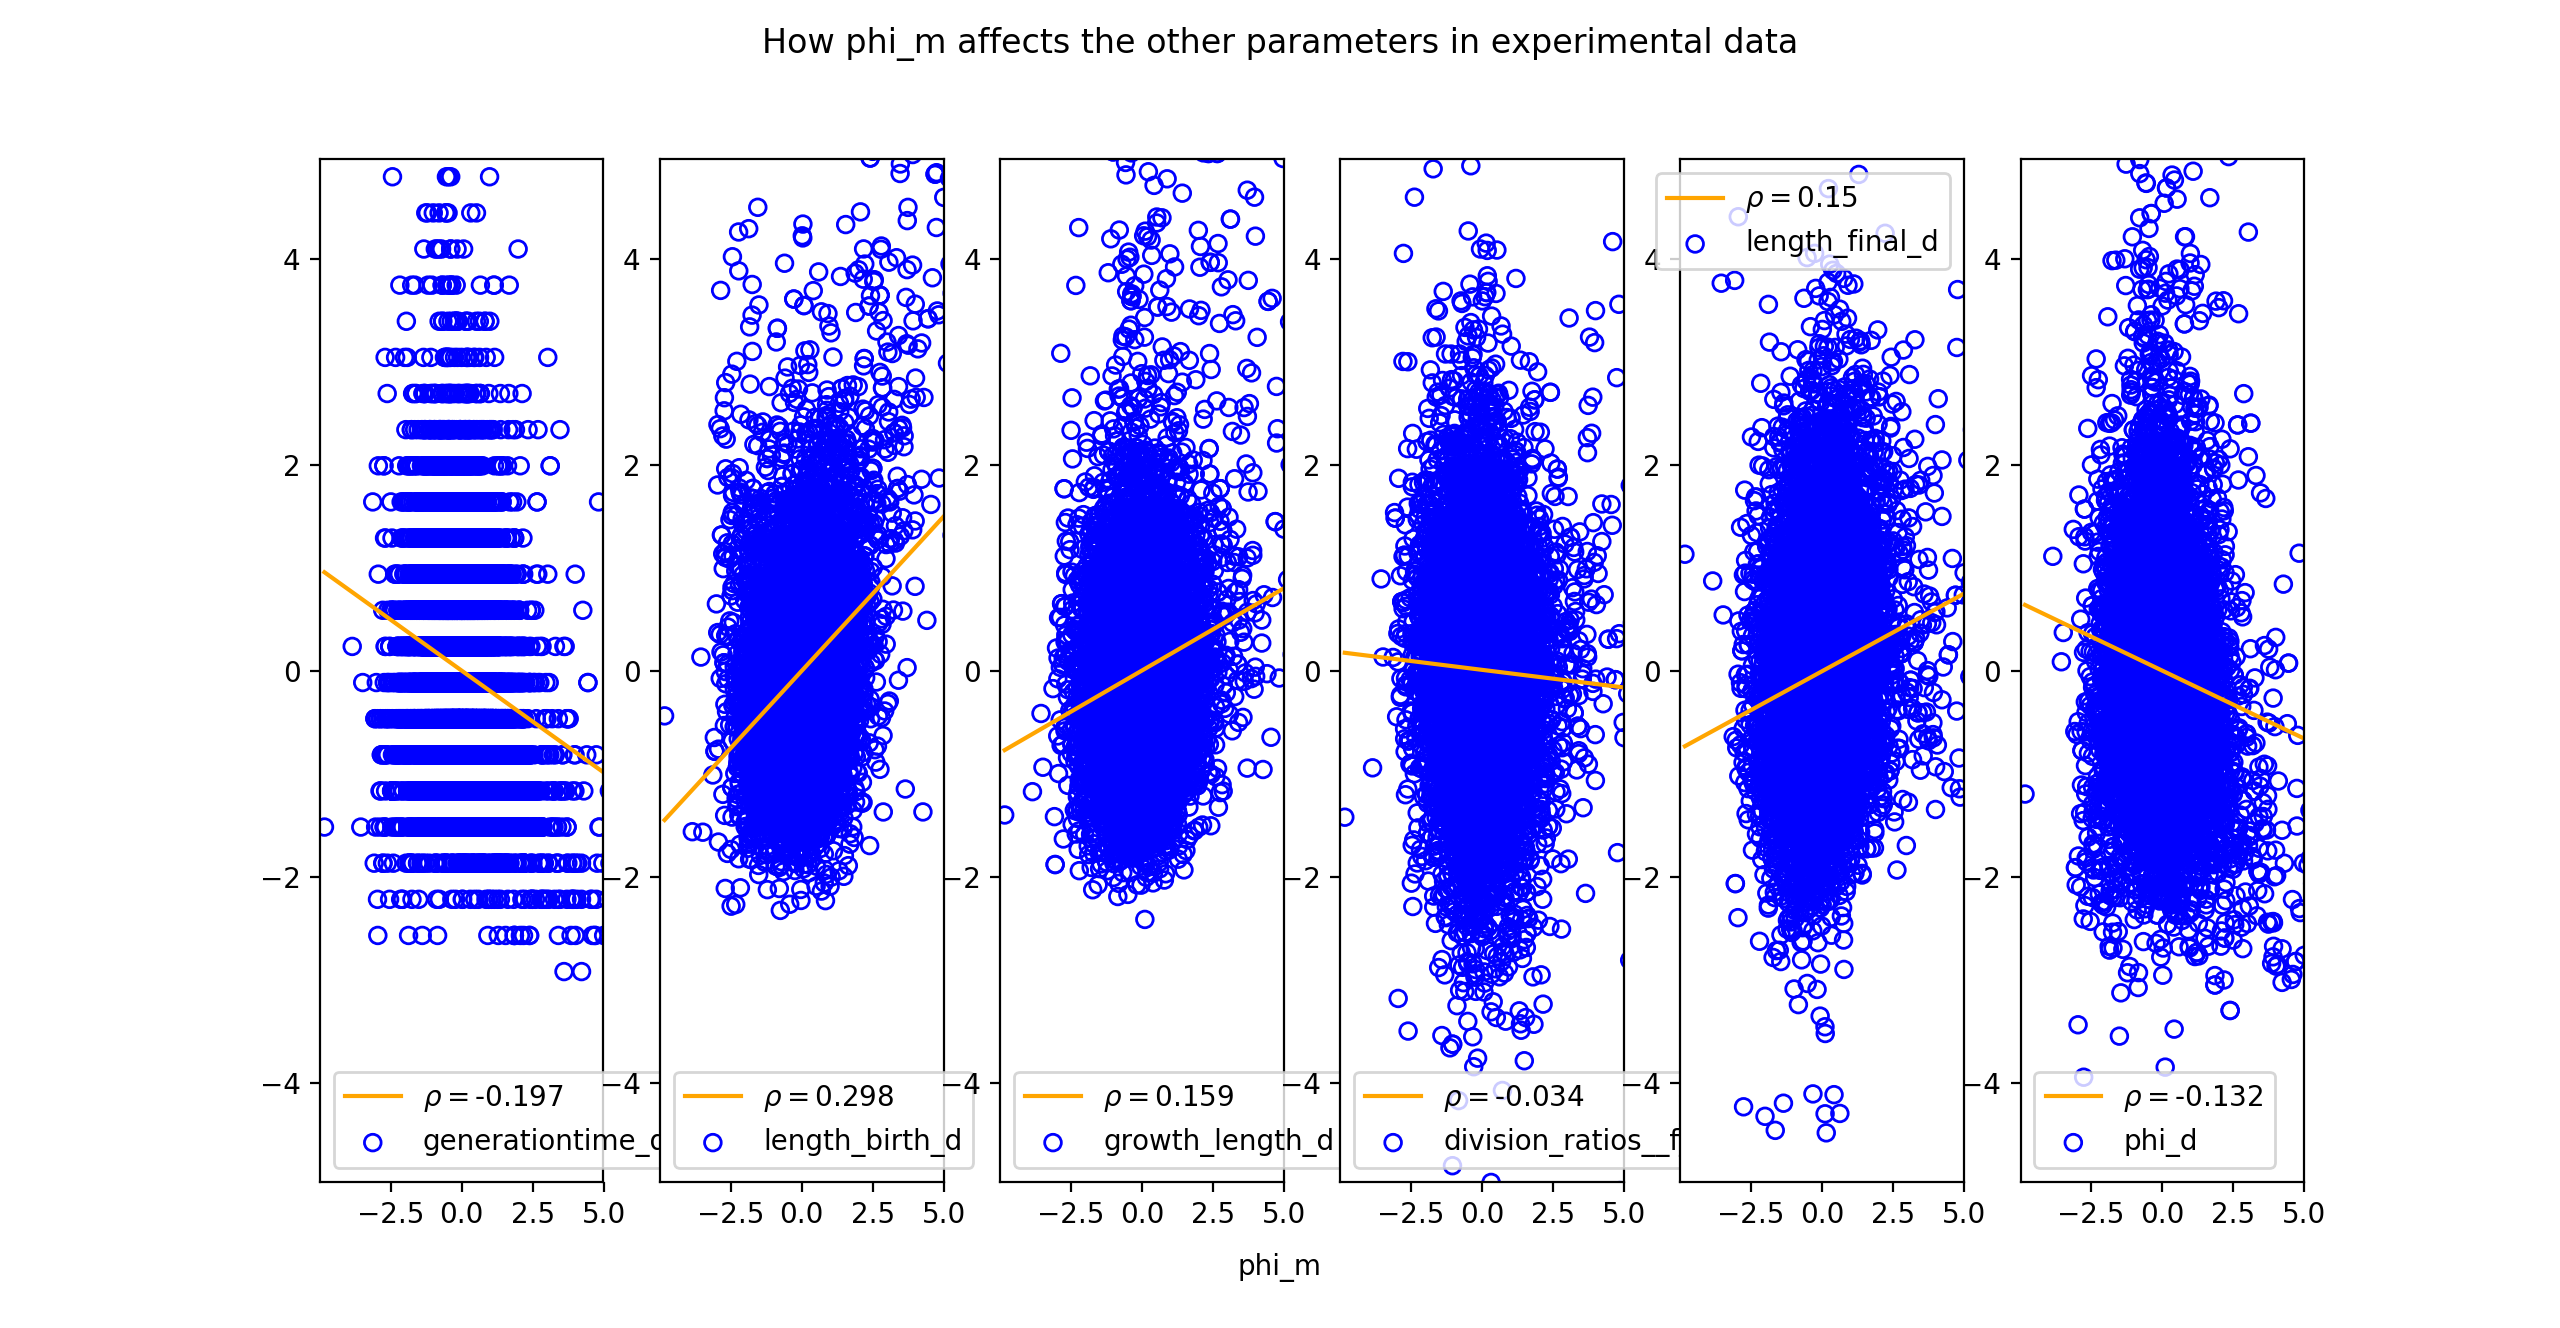 How phi_m affects the other parameters in experimental data
4
2
0
−2
−4
−2.5 0.0 2.5 5.0
ρ = -0.197
generationtime_d
4
2
0
−2
−4
−2.5 0.0 2.5 5.0
ρ = 0.298
length_birth_d
4
2
0
−2
−4
−2.5 0.0 2.5 5.0
ρ = 0.159
growth_length_d
4
2
0
−2
−4
−2.5 0.0 2.5 5.0
ρ = -0.034
division_ratios__f
4
2
0
−2
−4
−2.5 0.0 2.5 5.0
ρ = 0.15
length_final_d
4
2
0
−2
−4
−2.5 0.0 2.5 5.0
ρ = -0.132
phi_d
phi_m